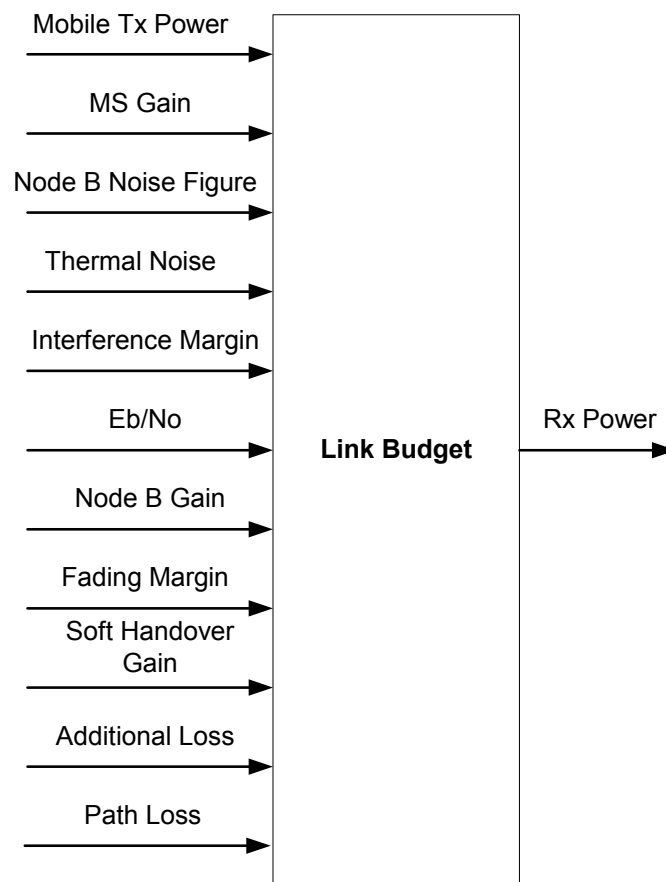 Mobile Tx Power
MS Gain
Node B Noise Figure
Thermal Noise
Interference Margin
Eb/No
Link Budget
Rx Power
Node B Gain
Fading Margin
Soft Handover
Gain
Additional Loss
Path Loss